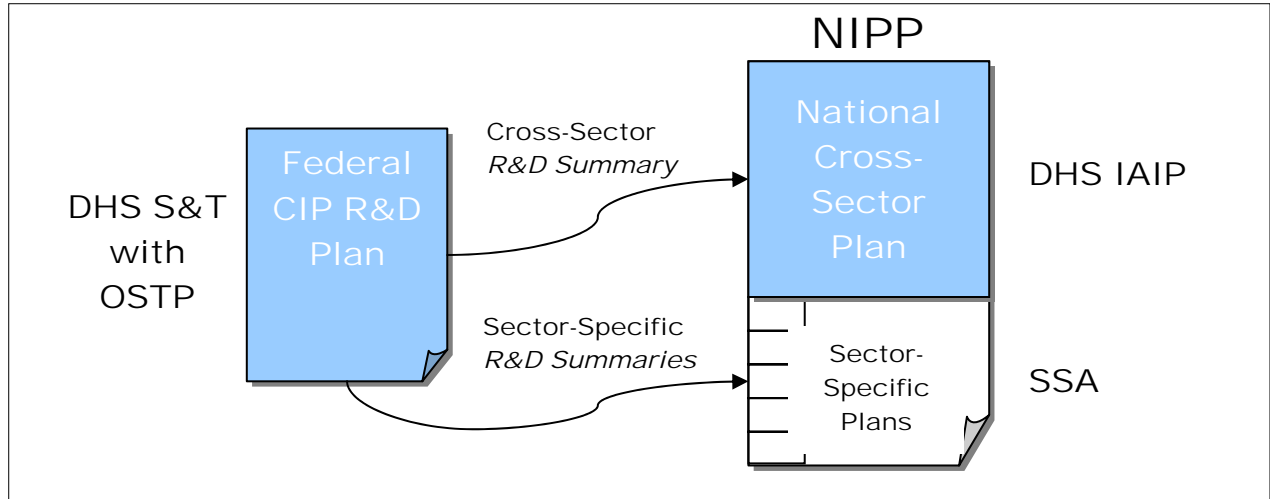 NIPP
DHS S&T
with
OSTP
Federal
CIP R&D
Plan
Cross-Sector
R&D Summary
National
Cross-
Sector
Plan
DHS IAIP
Sector-Specific
R&D Summaries
Sector-
Specific
Plans
SSA